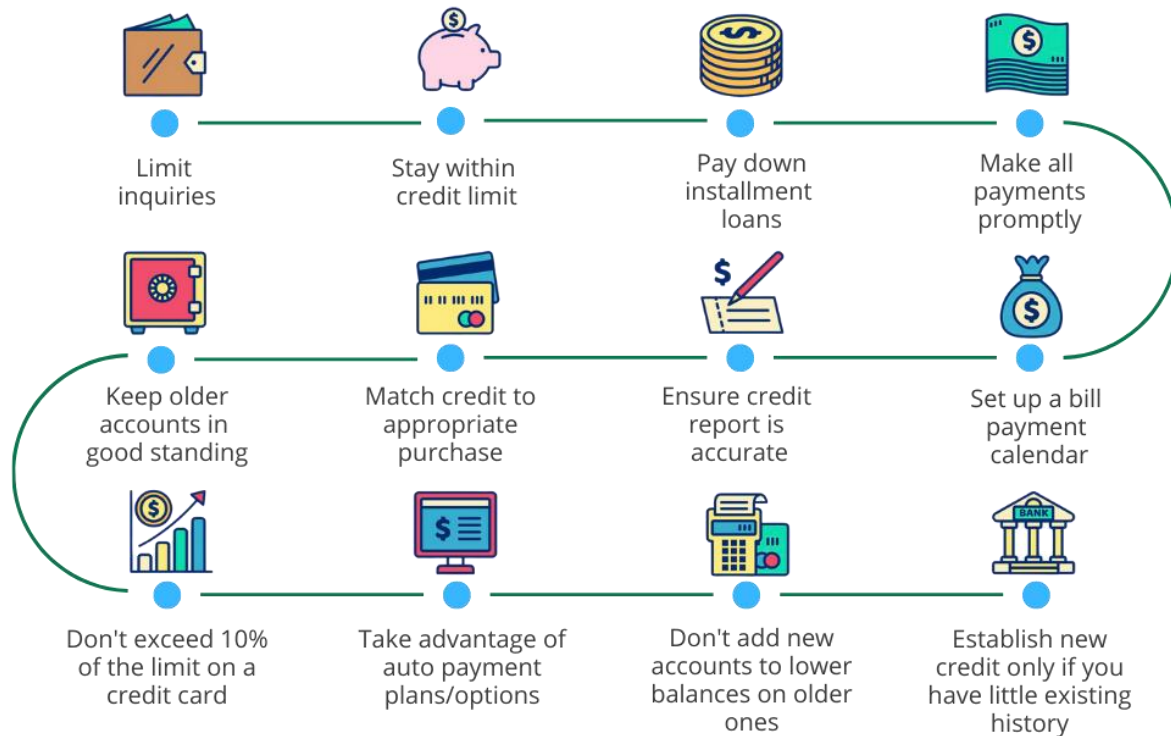 Limit
inquiries
Stay within
credit limit
Pay down
installment
loans
Make all
payments
promptly
Keep older
accounts in
good standing
Match credit to
appropriate
purchase
Ensure credit
report is
accurate
Set up a bill
payment
calendar
BANK
Don't exceed 10%
of the limit on a
credit card
Take advantage of
auto payment
plans/options
Don't add new
accounts to lower
balances on older
ones
Establish new
credit only if you
have little existing
history